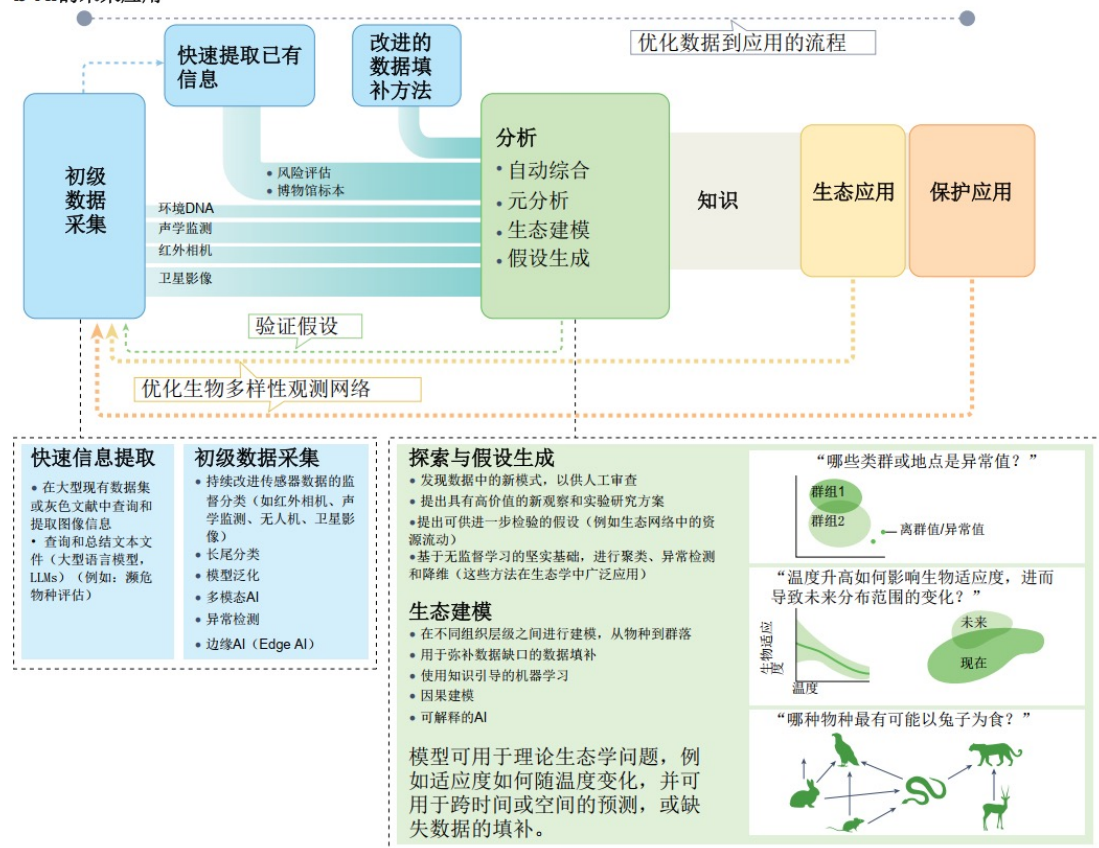 优化数据到应用的流程
快速提取已有
信息
改进的
数据填
补方法
初级
数据
采集
风险评估
博物馆标本
环境DNA
声学监测
红外相机
卫星影像
分析
• 自动综合
• 元分析
• 生态建模
• 假设生成
知识
生态应用
保护应用
验证假设
优化生物多样性观测网络
快速信息提取
• 在大型现有数据集
或灰色文献中查询和
提取图像信息
• 查询和总结文本文
件（大型语言模型，
LLMs）（例如：濒危
物种评估）
初级数据采集
• 持续改进传感器数据的监
督分类（如红外相机、声
学监测、无人机、卫星影
像）
• 长尾分类
• 模型泛化
• 多模态AI
• 异常检测
• 边缘AI（Edge AI）
探索与假设生成
• 发现数据中的新模式，以供人工审查
• 提出具有高价值的新观察和实验研究方案
• 提出可供进一步检验的假设（例如生态网络中的资
源流动）
• 基于无监督学习的坚实基础，进行聚类、异常检测
和降维（这些方法在生态学中广泛应用）
生态建模
• 在不同组织层级之间进行建模，从物种到群落
• 用于弥补数据缺口的数据填补
• 使用知识引导的机器学习
• 因果建模
• 可解释的AI
模型可用于理论生态学问题，例
如适应度如何随温度变化，并可
用于跨时间或空间的预测，或缺
失数据的填补。
“哪些类群或地点是异常值？”
群组1
群组2
离群值/异常值
“温度升高如何影响生物适应度，进而
导致未来分布范围的变化？”
生物适应
度
温度
未来
现在
“哪种物种最有可能以兔子为食？”